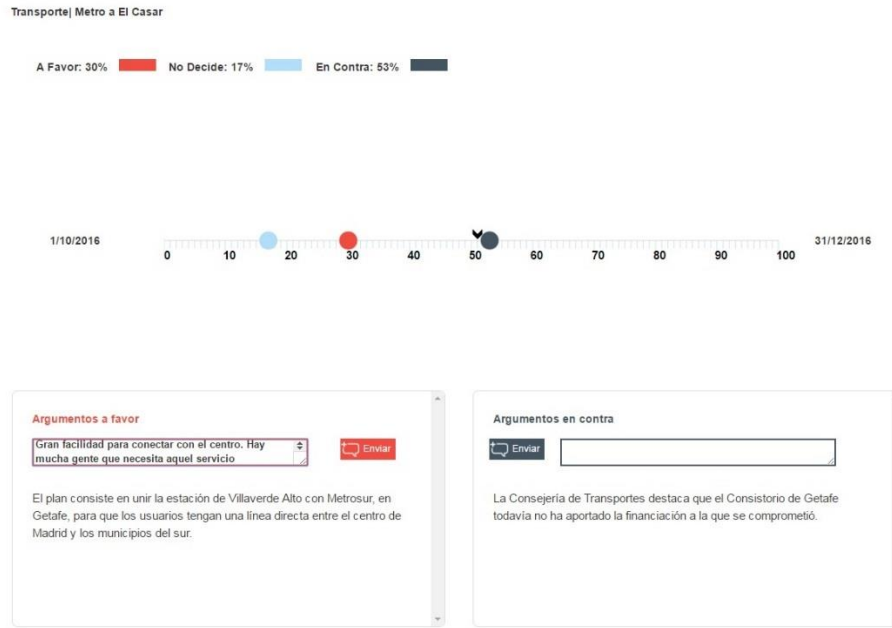 Transporte| Metro a El Casar
A Favor: 30% No Decide: 17% En Contra: 53%
1/10/2016 31/12/2016
0 10 20 30 40 50 60 70 80 90 100
Argumentos a favor
Gran facilidad para conectar con el centro. Hay
mucha gente que necesita aquel servicio
Enviar
El plan consiste en unir la estación de Villaverde Alto con Metrosur, en
Getafe, para que los usuarios tengan una línea directa entre el centro de
Madrid y los municipios del sur.
Argumentos en contra
Enviar
La Consejería de Transportes destaca que el Consistorio de Getafe
todavía no ha aportado la financiación a la que se comprometió.